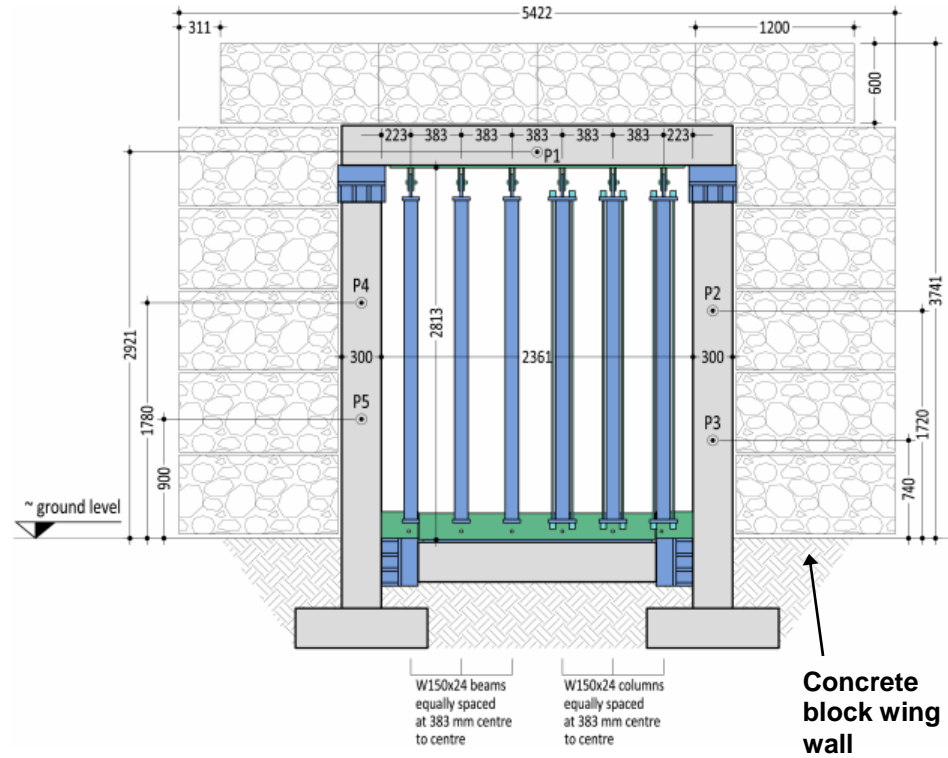 5422
311
1200
600
223 383 383 383 383 383 223
P1
P4
P2
2921
2813
3741
300
2361
300
1780
P5
P3
1720
900
740
~ ground level
W150x24 beams
equally spaced
at 383 mm centre
to centre
W150x24 columns
equally spaced
at 383 mm centre
to centre
Concrete
block wing
wall